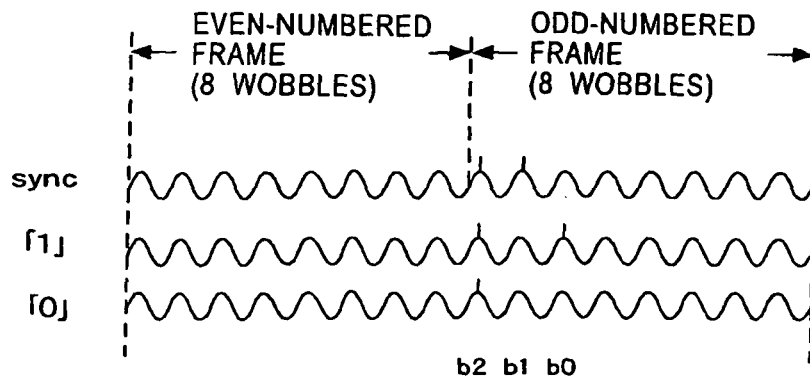 EVEN-NUMBERED
FRAME
(8 WOBBLES)
ODD-NUMBERED
FRAME
(8 WOBBLES)
sync
「1」
「0」
b2 b1 b0